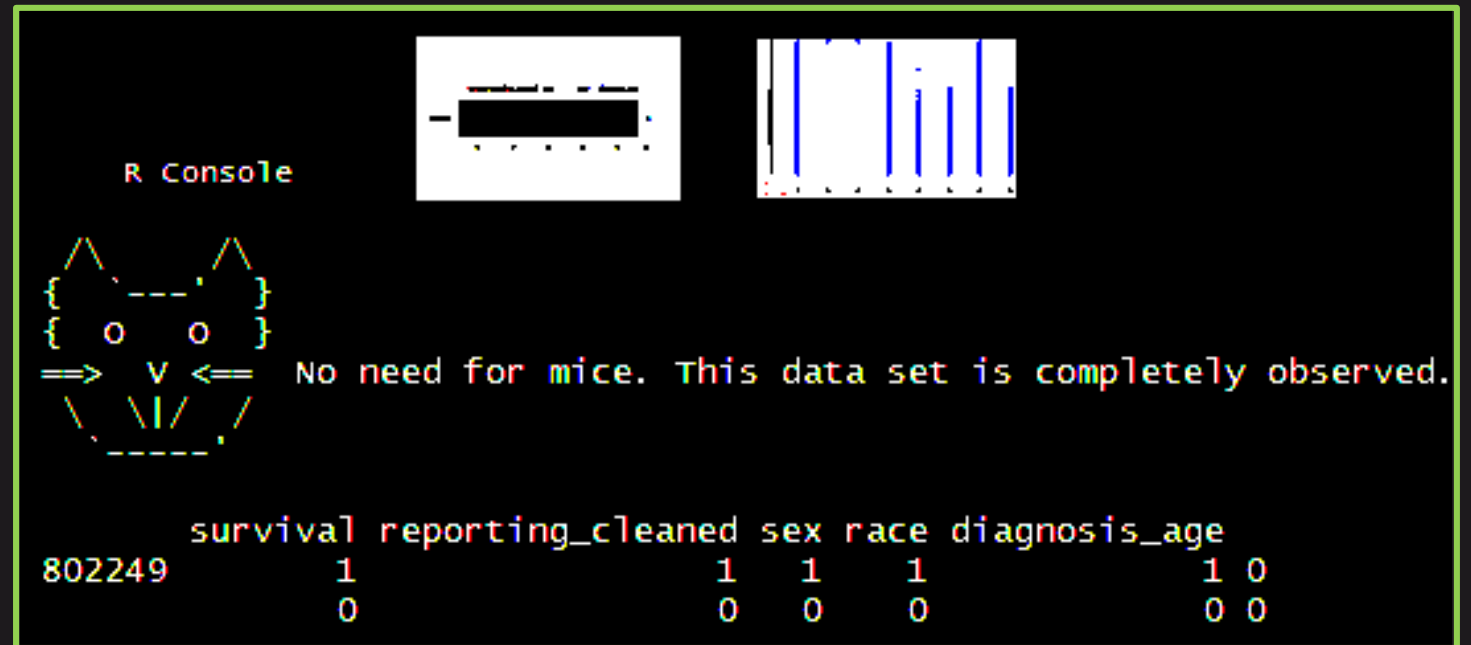 R Console
/\     /\
{  `---'  }
{  O   O  }
==>  V <==  No need for mice. This data set is completely observed.
\  \|/  /
`-----'
survival reporting_cleaned sex race diagnosis_age
802249 1 1 1 1 1 0
0 0 0 0 0 0